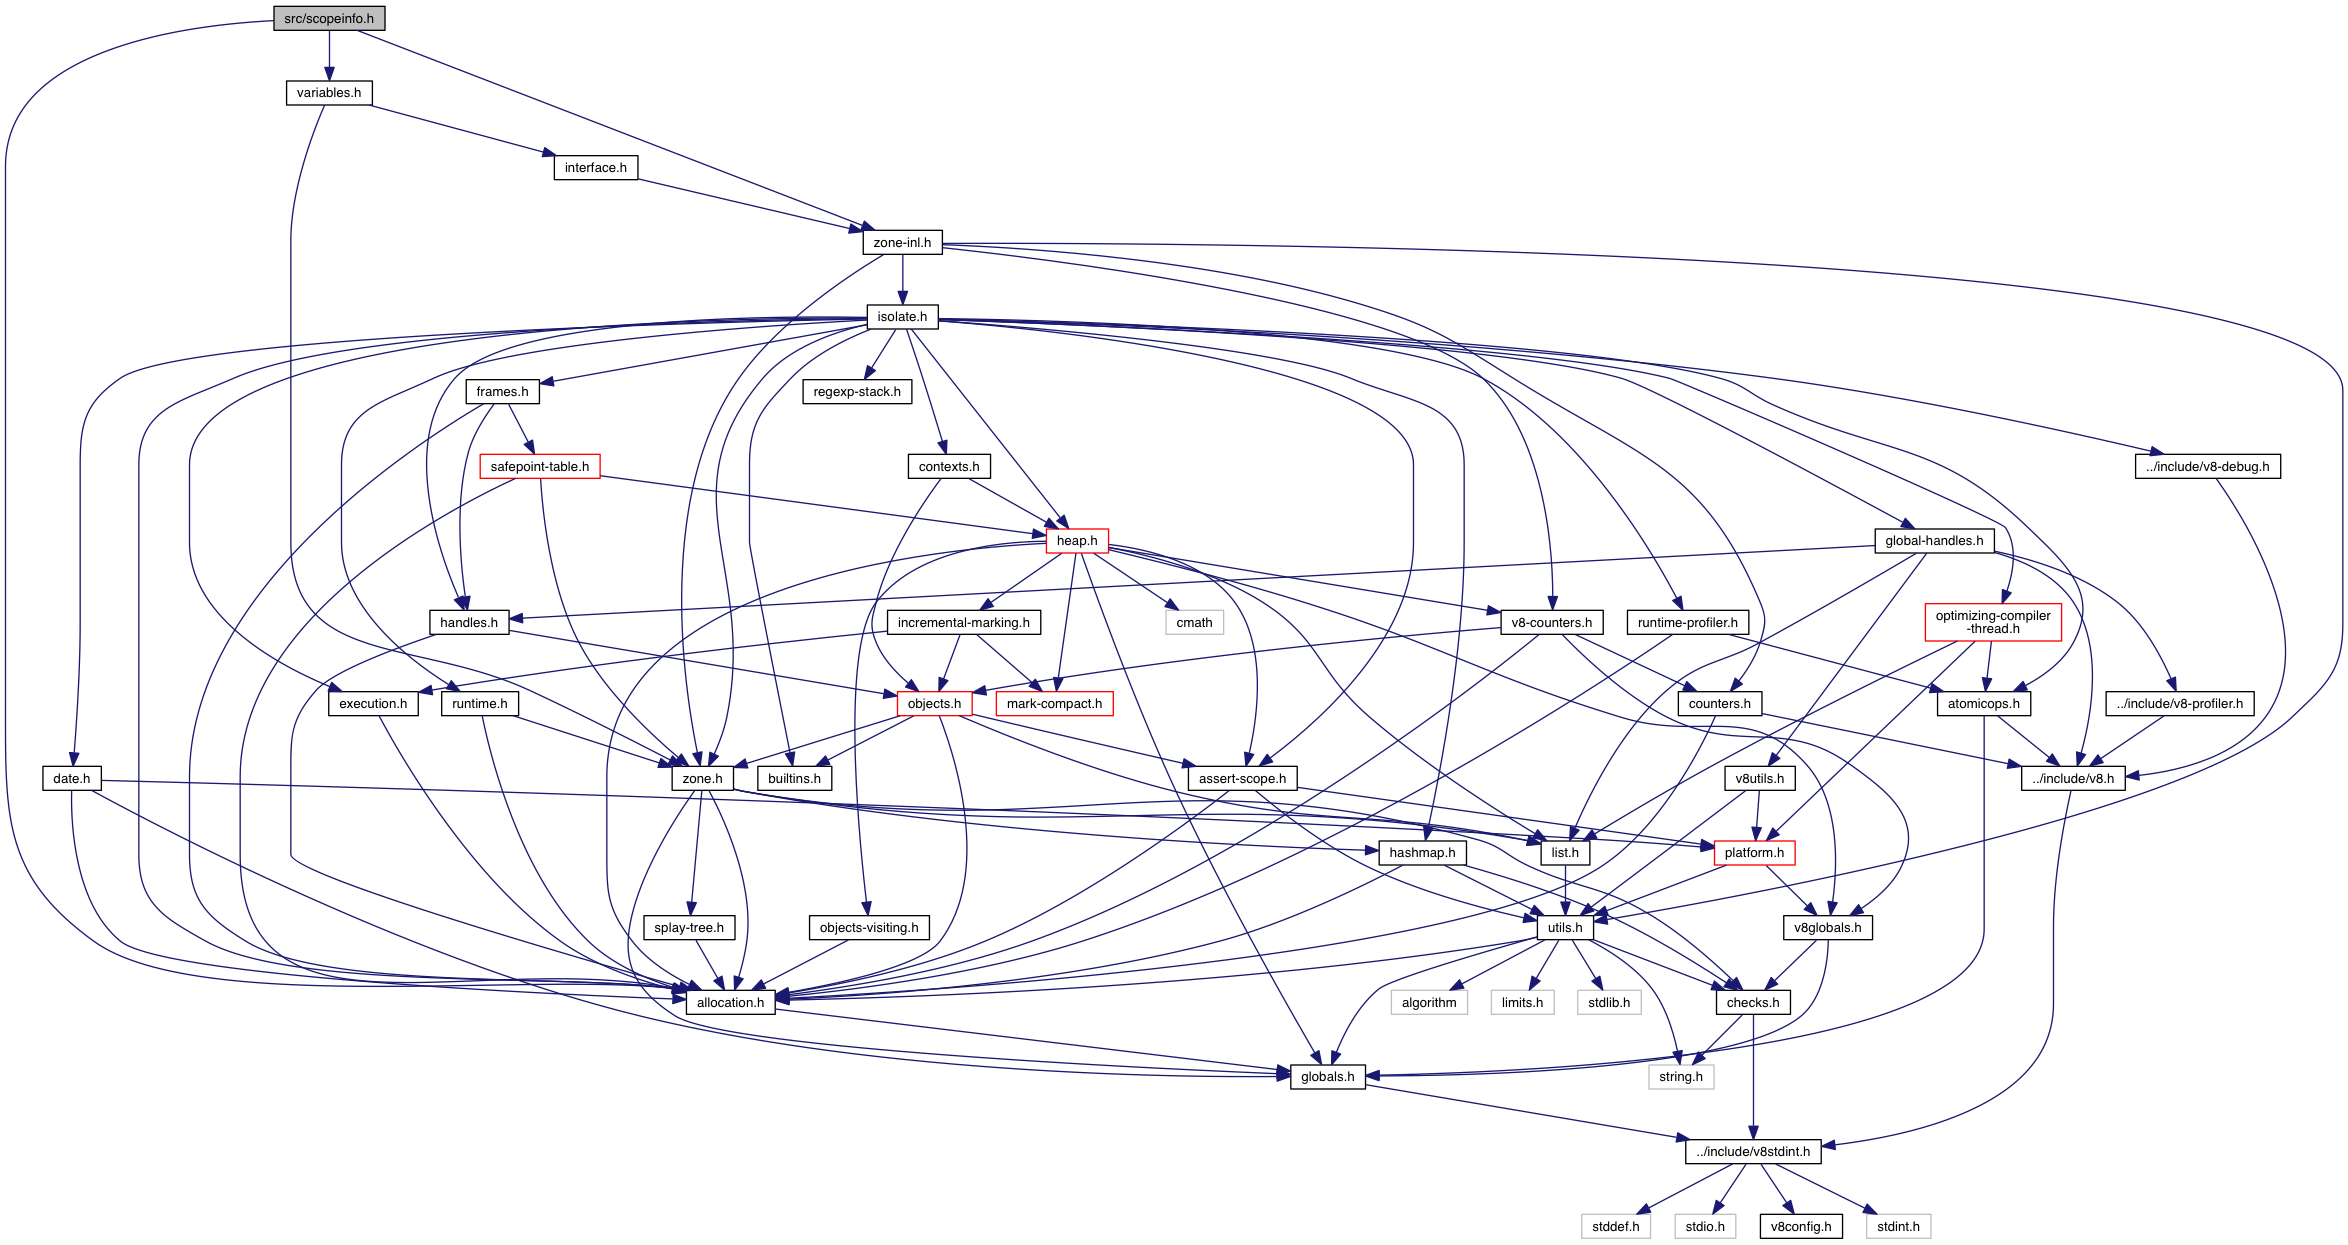 src/scopeinfo.h
variables.h
interface.h
zone-inl.h
isolate.h
frames.h
regexp-stack.h
safepoint-table.h
contexts.h
../include/v8-debug.h
heap.h
global-handles.h
handles.h
incremental-marking.h
cmath
v8-counters.h
runtime-profiler.h
optimizing-compiler
-thread.h
execution.h
runtime.h
objects.h
mark-compact.h
counters.h
atomicops.h
../include/v8-profiler.h
date.h
zone.h
builtins.h
assert-scope.h
v8utils.h
../include/v8.h
hashmap.h
list.h
platform.h
splay-tree.h
objects-visiting.h
utils.h
v8globals.h
allocation.h
algorithm
limits.h
stdlib.h
checks.h
globals.h
string.h
../include/v8stdint.h
stddef.h
stdio.h
v8config.h
stdint.h